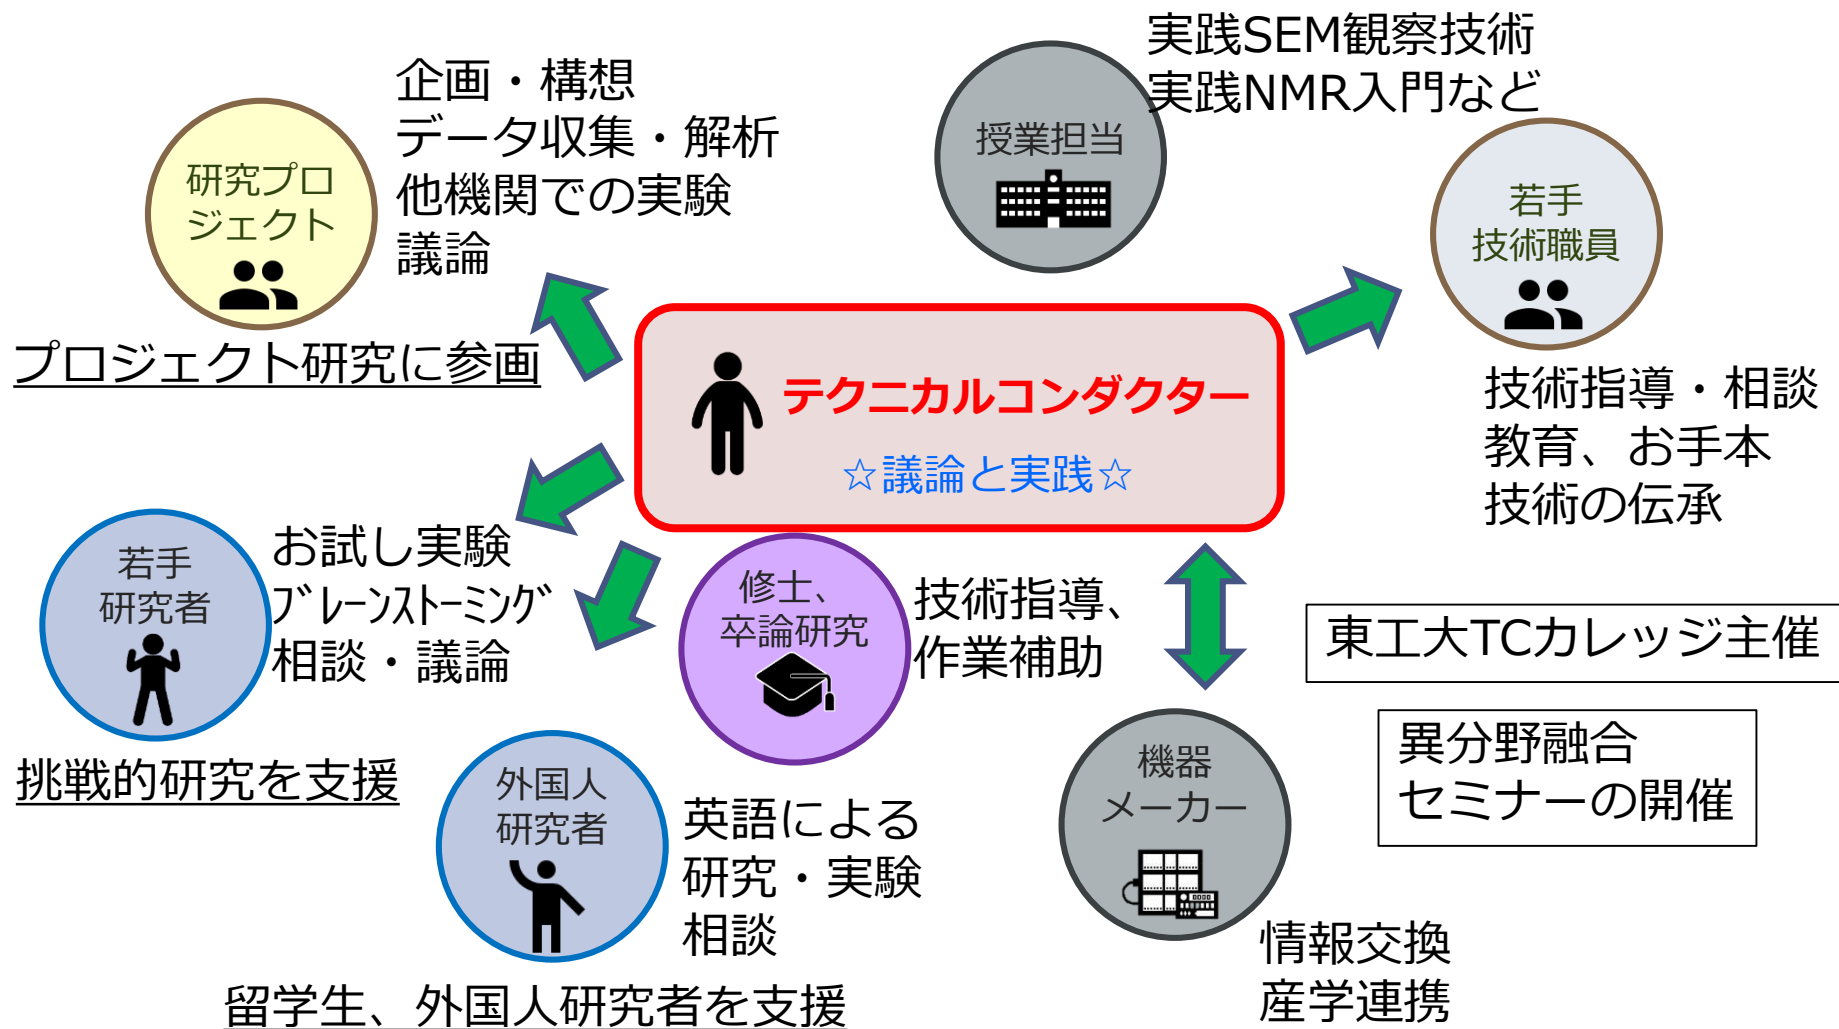 実践SEM観察技術
実践NMR入門など
授業担当
企画・構想
データ収集・解析
他機関での実験
議論
研究プロ
ジェクト
プロジェクト研究に参画
若手
技術職員
技術指導・相談
教育、お手本
技術の伝承
テクニカルコンダクター
☆議論と実践☆
若手
研究者
お試し実験
ﾌﾞﾚｰﾝｽﾄｰﾐﾝｸﾞ
相談・議論
挑戦的研究を支援
修士、
卒論研究
技術指導、
作業補助
東工大TCカレッジ主催
異分野融合
セミナーの開催
外国人
研究者
英語による
研究・実験
相談
留学生、外国人研究者を支援
機器
メーカー
情報交換
産学連携